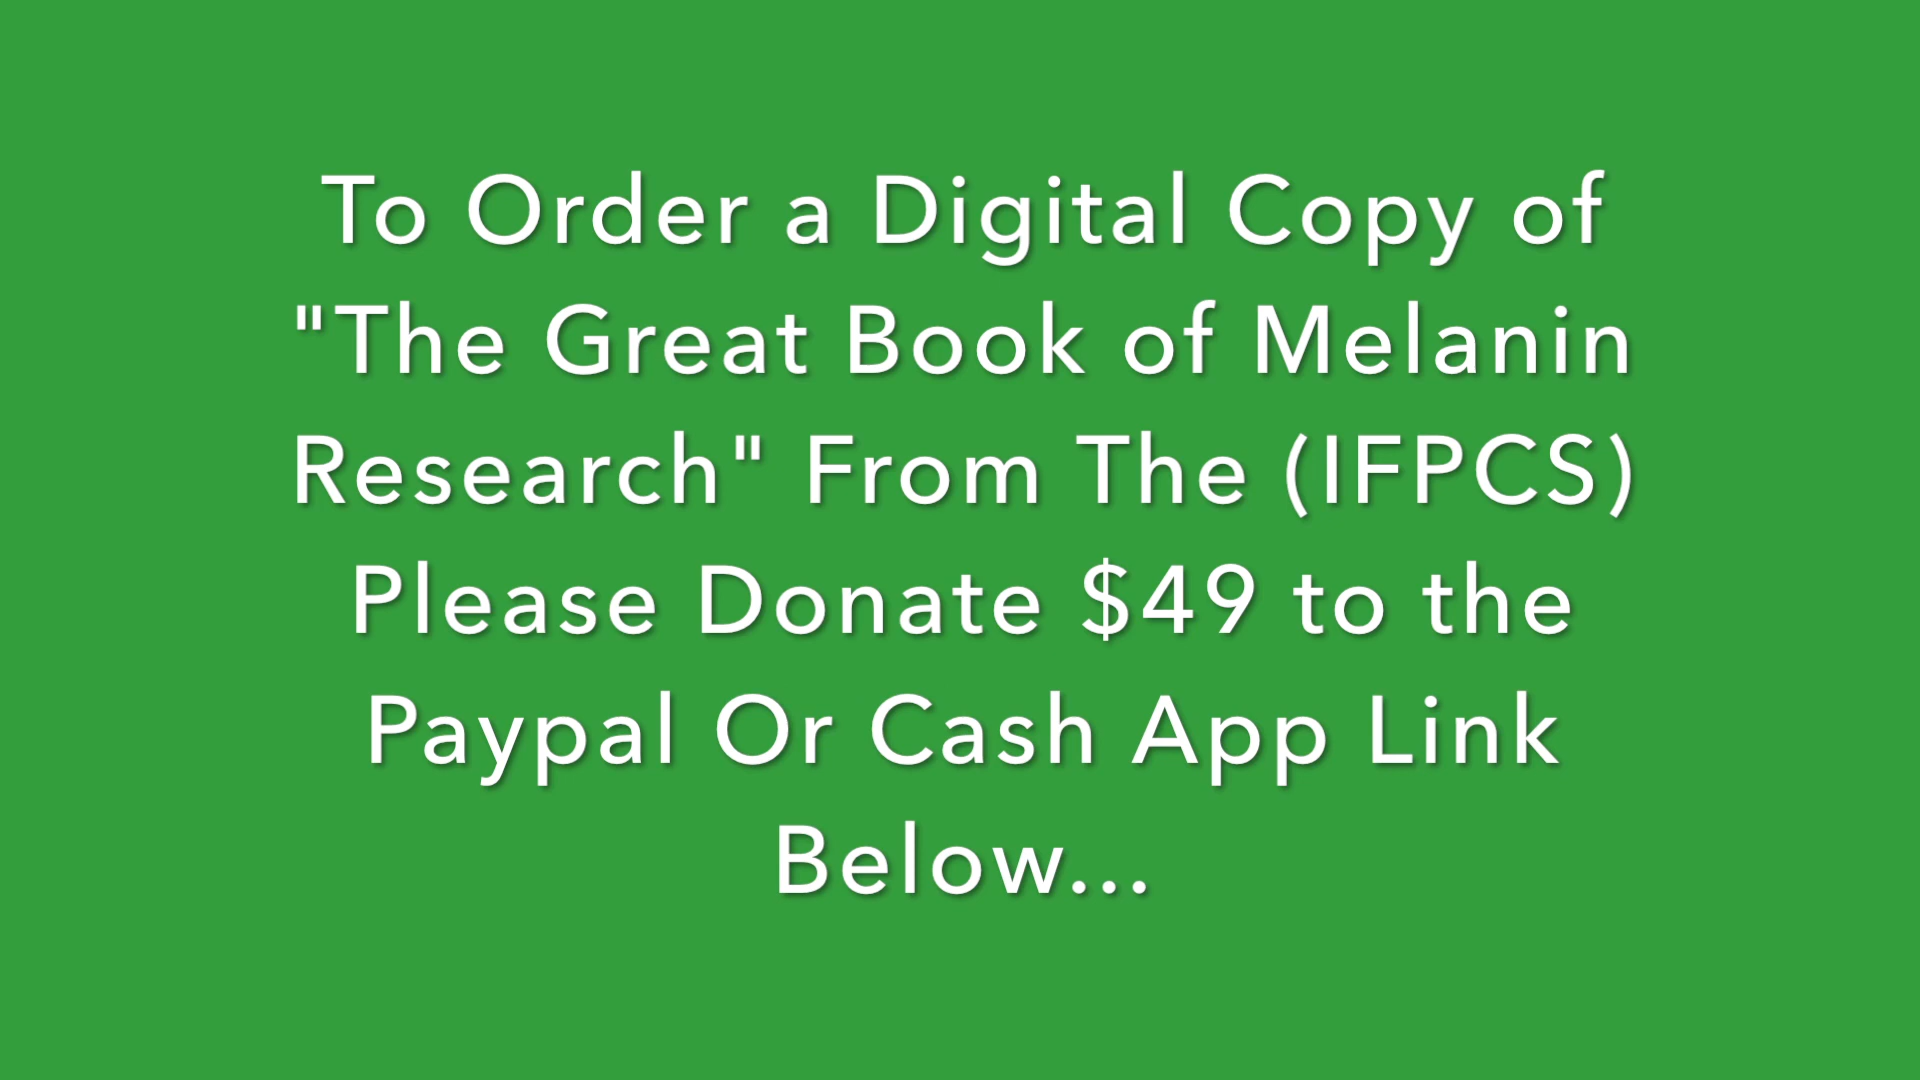 To Order a Digital Copy of
"The Great Book of Melanin
Research" From The (IFPCS)
Please Donate $49 to the
Paypal Or Cash App Link
Below...